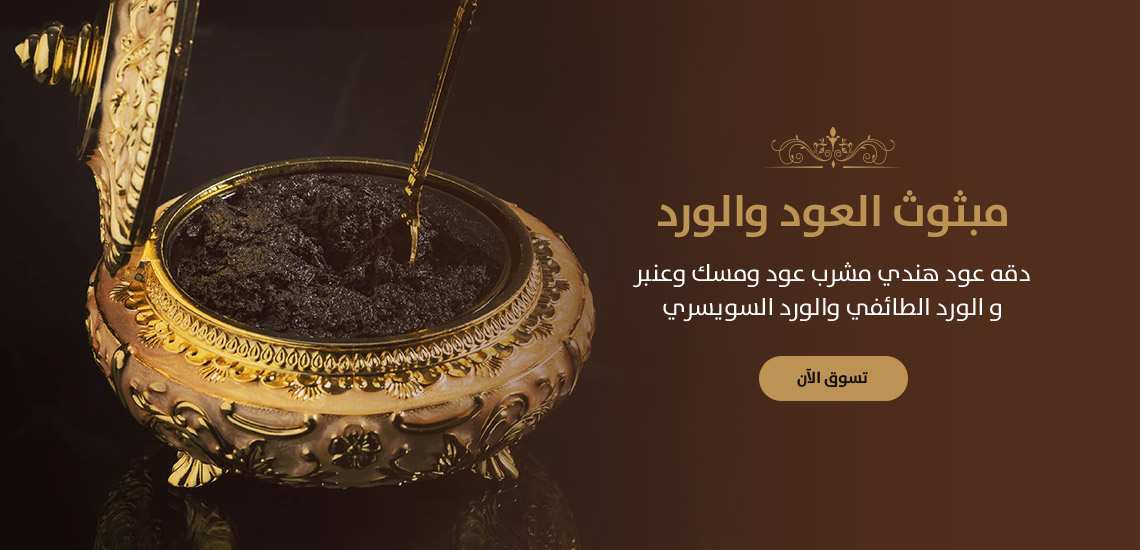 مبثوث العود والورد
دقه عود هندي مشرب عود ومسك وعنبر
و الورد الطائفي والورد السويسري
تسوق الآن